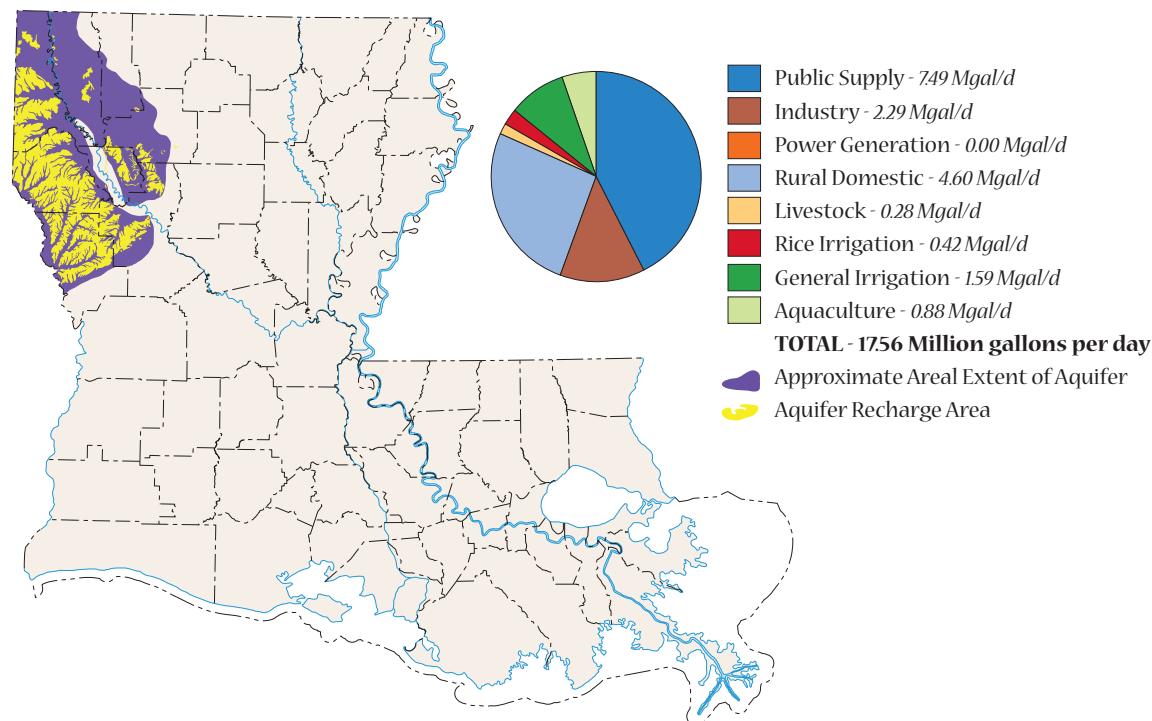 Public Supply - 7.49 Mgal/d
Industry - 2.29 Mgal/d
Power Generation - 0.00 Mgal/d
Rural Domestic - 4.60 Mgal/d
Livestock - 0.28 Mgal/d
Rice Irrigation - 0.42 Mgal/d
General Irrigation - 1.59 Mgal/d
Aquaculture - 0.88 Mgal/d
TOTAL - 17.56 Million gallons per day
Approximate Areal Extent of Aquifer
Aquifer Recharge Area